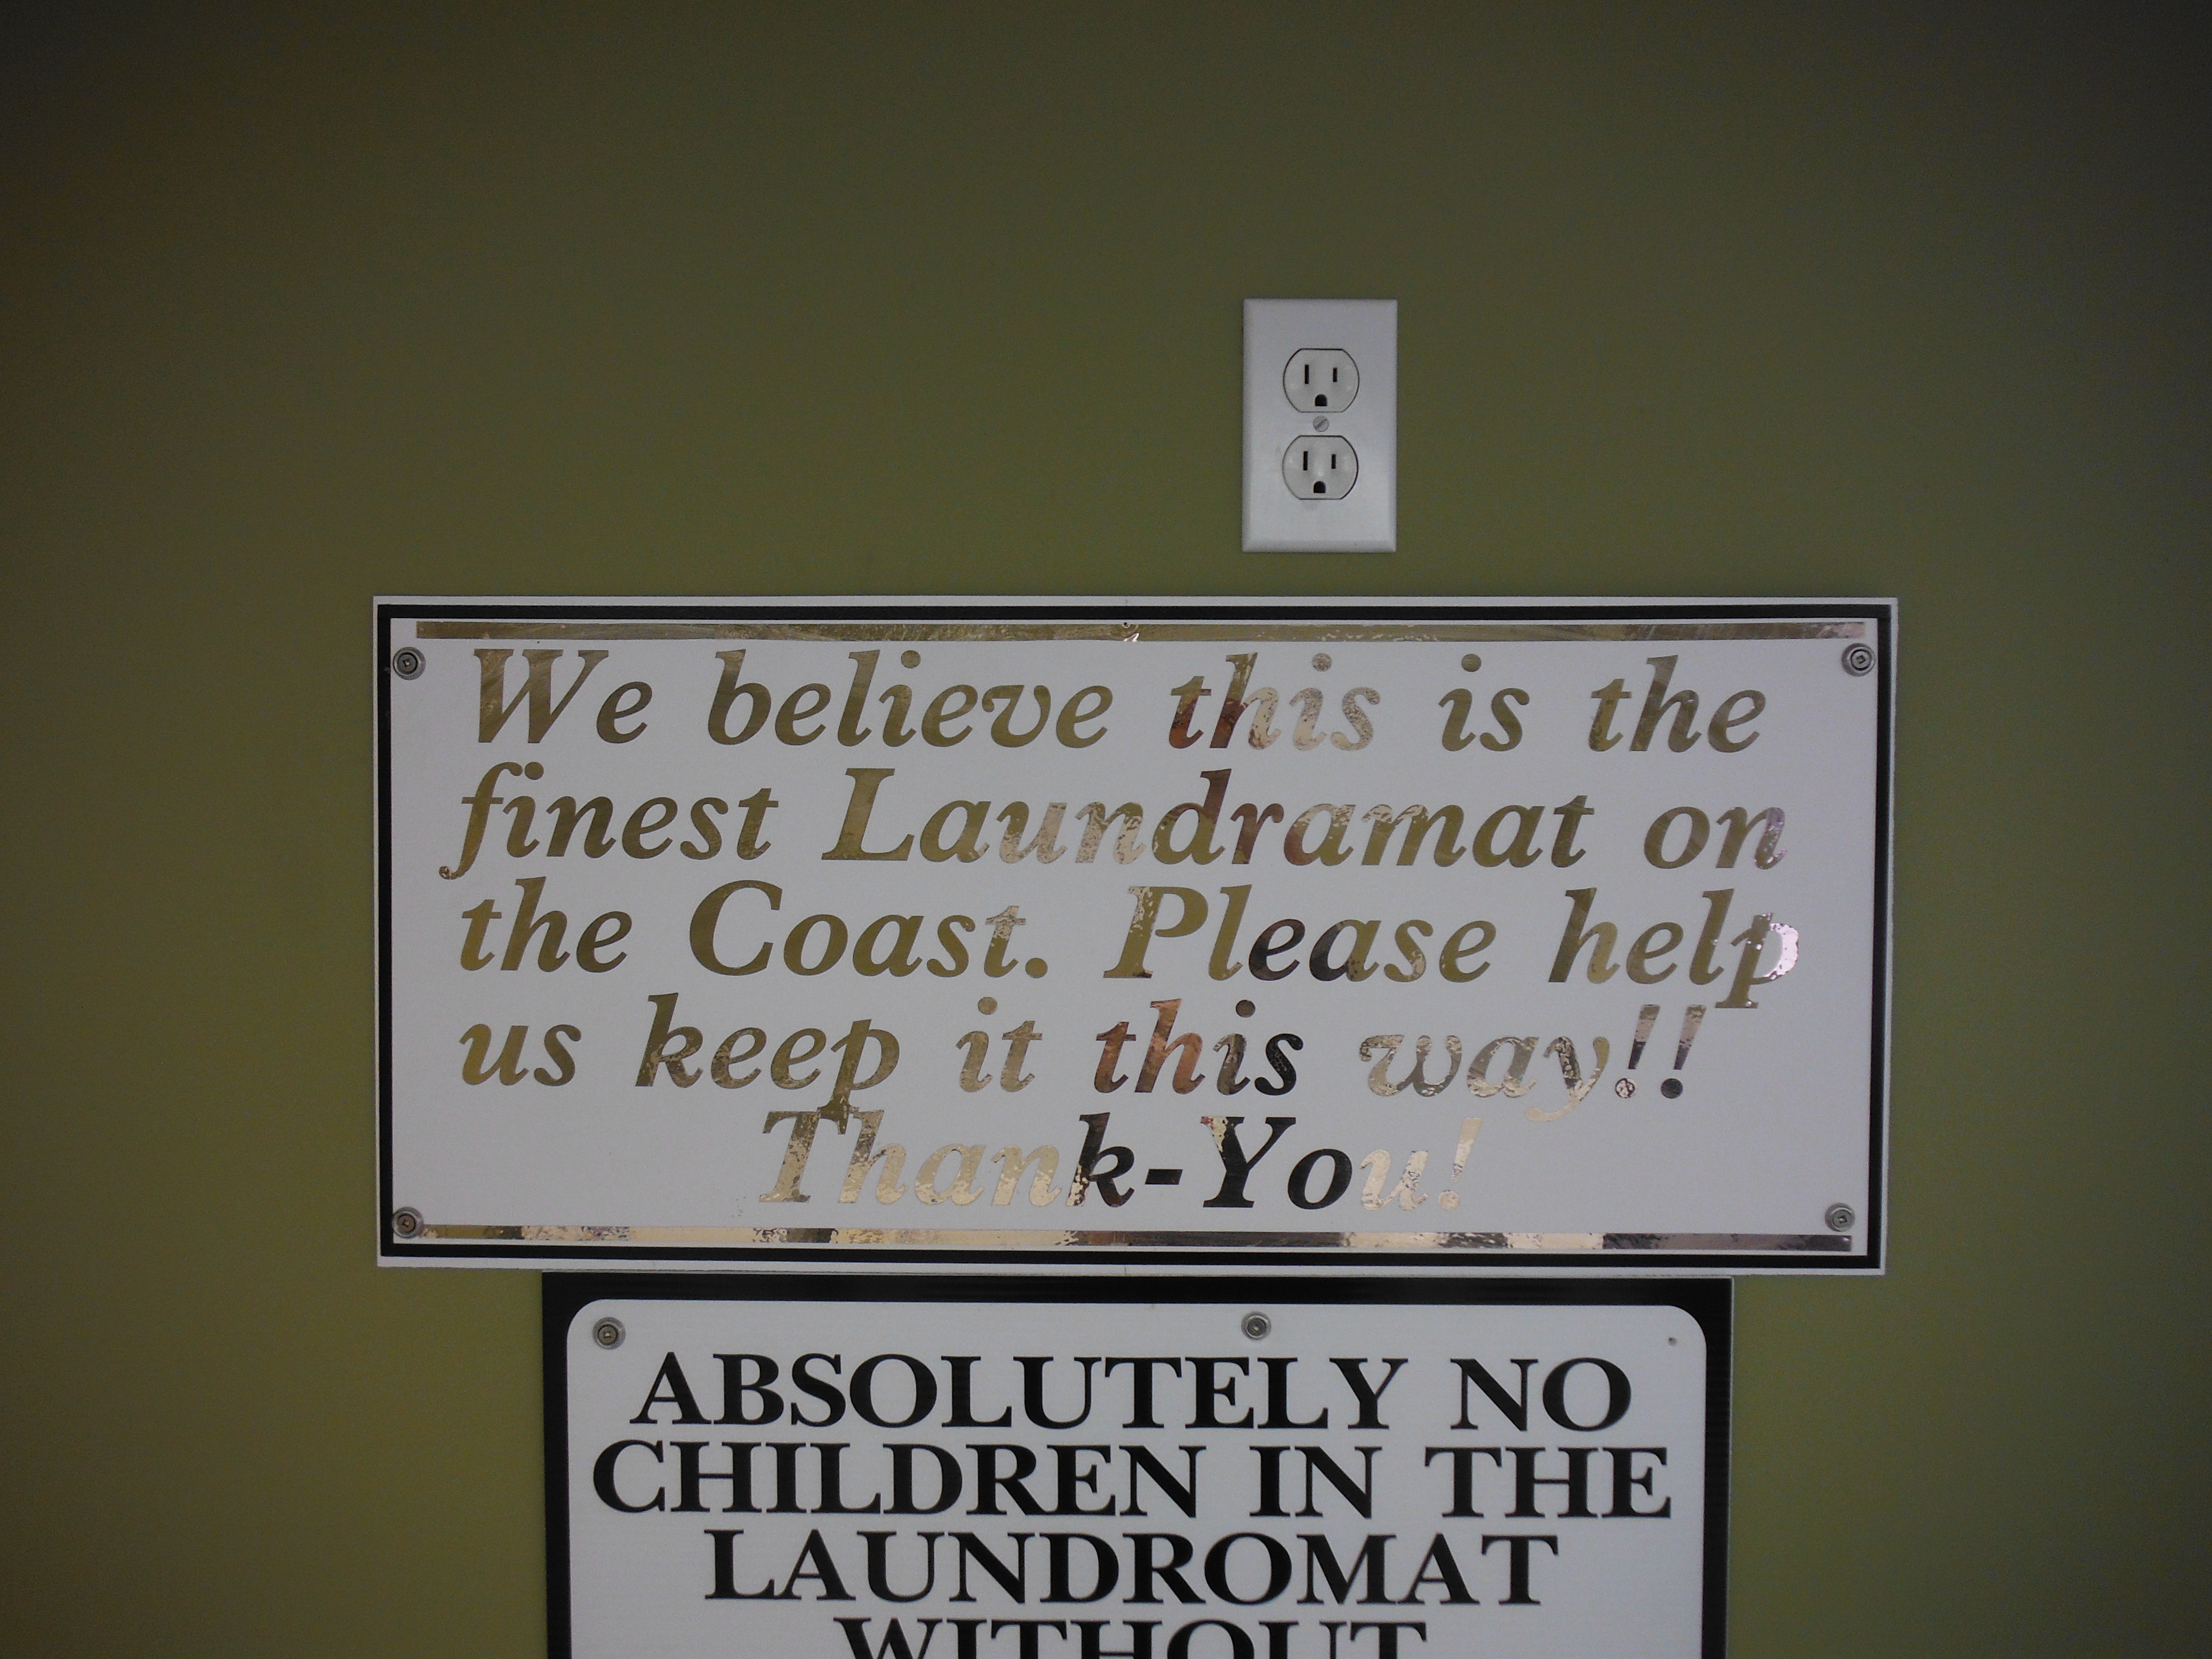 We believe this is the
finest Laundramat on
the Coast. Please help
us keep it this way!!
Thank-You!
ABSOLUTELY NO
CHILDREN IN THE
LAUNDROMAT
WITHOUT